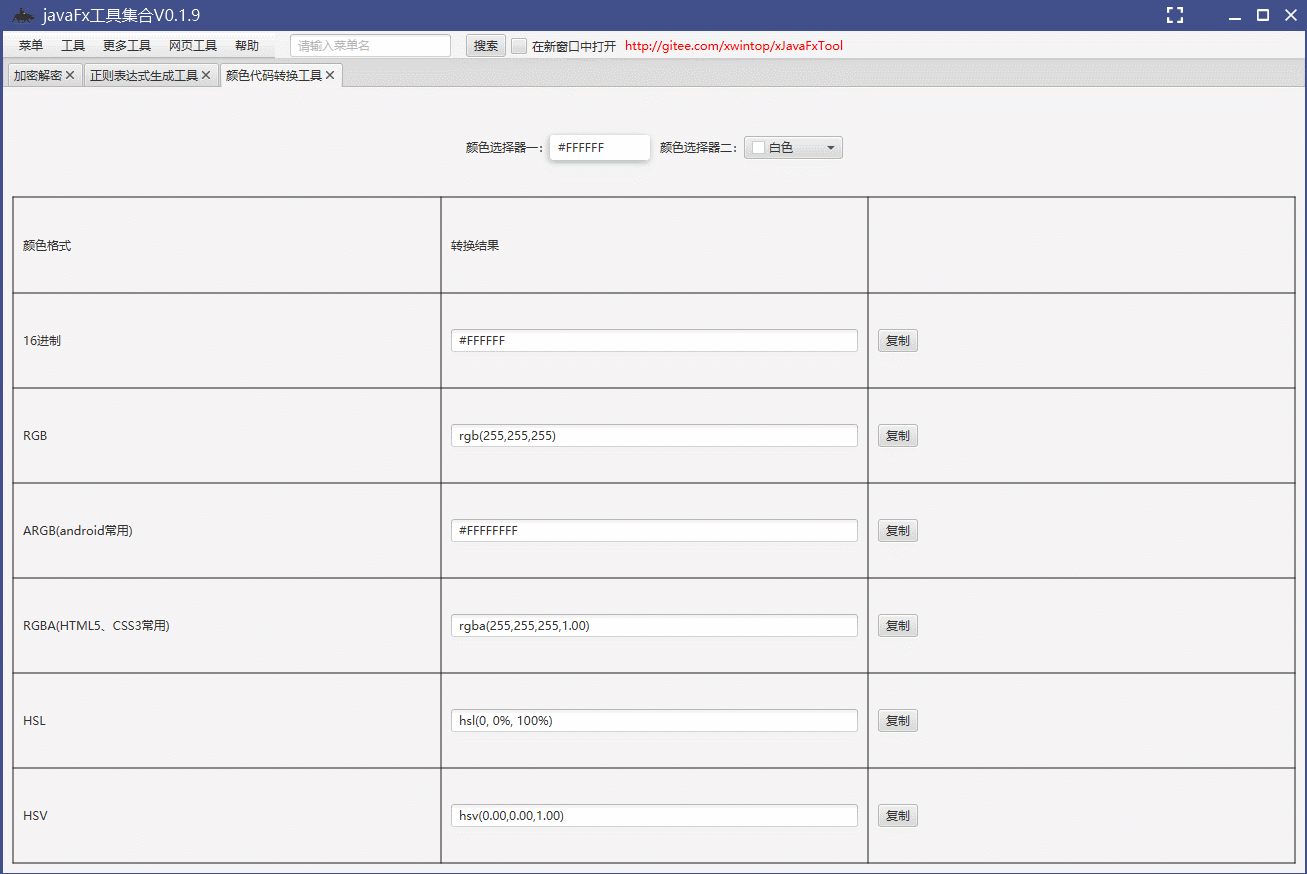 javaFx工具集合V0.1.9
菜单 工具 更多工具 网页工具 帮助 请输入菜单名 搜索 在新窗口中打开 http://gitee.com/xwintop/xJavaFxTool
加密解密 正则表达式生成工具 颜色代码转换工具
颜色选择器一: #FFFFFF 颜色选择器二: 白色
颜色格式 转换结果
16进制 #FFFFFF 复制
RGB rgb(255,255,255) 复制
ARGB(android常用) #FFFFFFFF 复制
RGBA(HTML5、CSS3常用) rgba(255,255,255,1.00) 复制
HSL hsl(0, 0%, 100%) 复制
HSV hsv(0.00,0.00,1.00) 复制